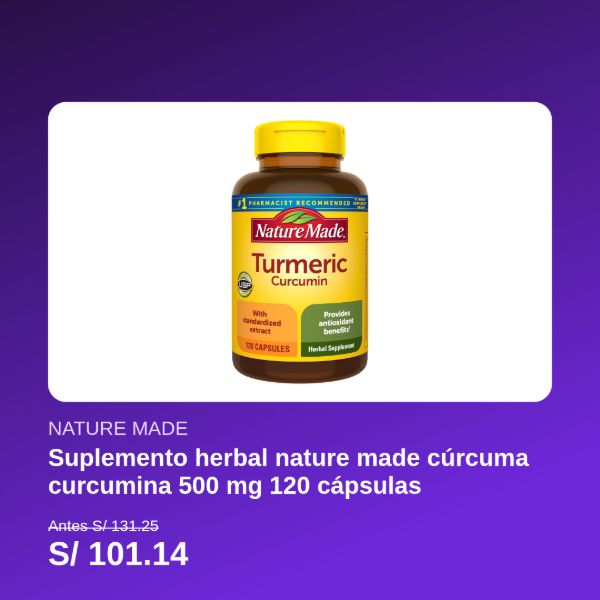 #1 PHARMACIST RECOMMENDED
Nature Made.
Turmeric
Curcumin
USP
With
standardized
extract
Provides
antioxidant
benefits†
120 CAPSULES
Herbal Supplement
NATURE MADE
Suplemento herbal nature made cúrcuma
curcumina 500 mg 120 cápsulas
Antes S/ 131.25
S/ 101.14